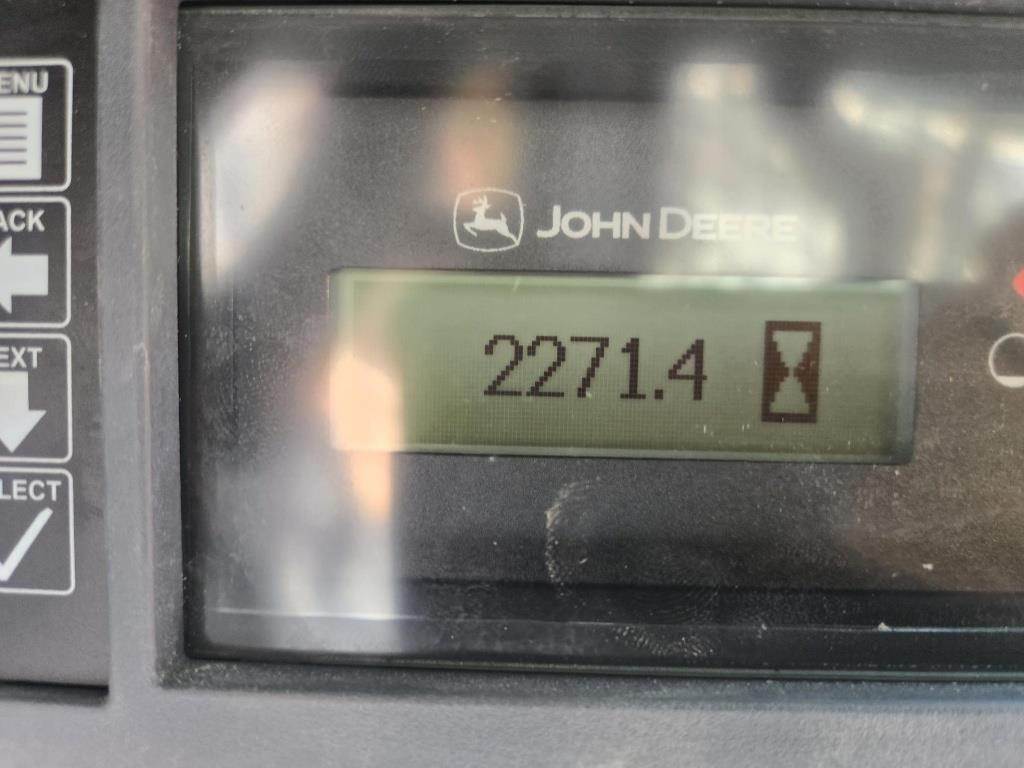 ENU
ACK
EXT
LECT
JOHN DEERE
2271.4